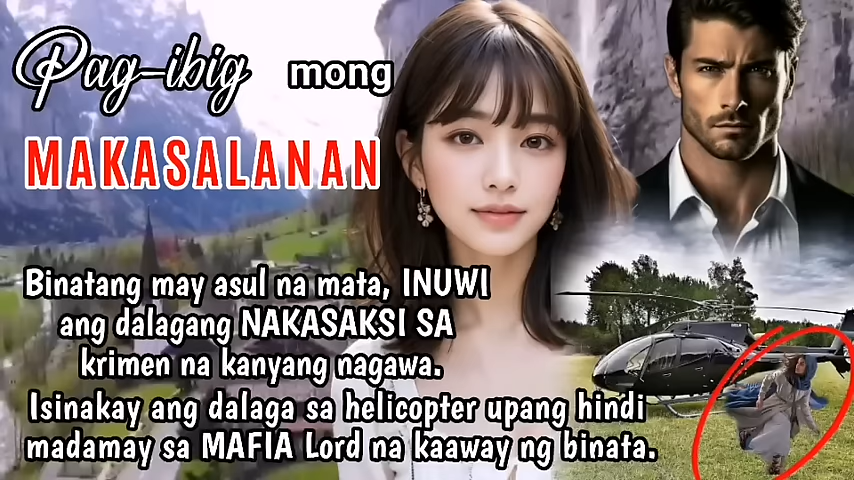 Pag-ibig mong
MAKASALANAN
Binatang may asul na mata, INUWI
ang dalagang NAKASAKSI SA
krimen na kanyang nagawa.
Isinakay ang dalaga sa helicopter upang hindi
madamay sa MAFIA Lord na kaaway ng binata.